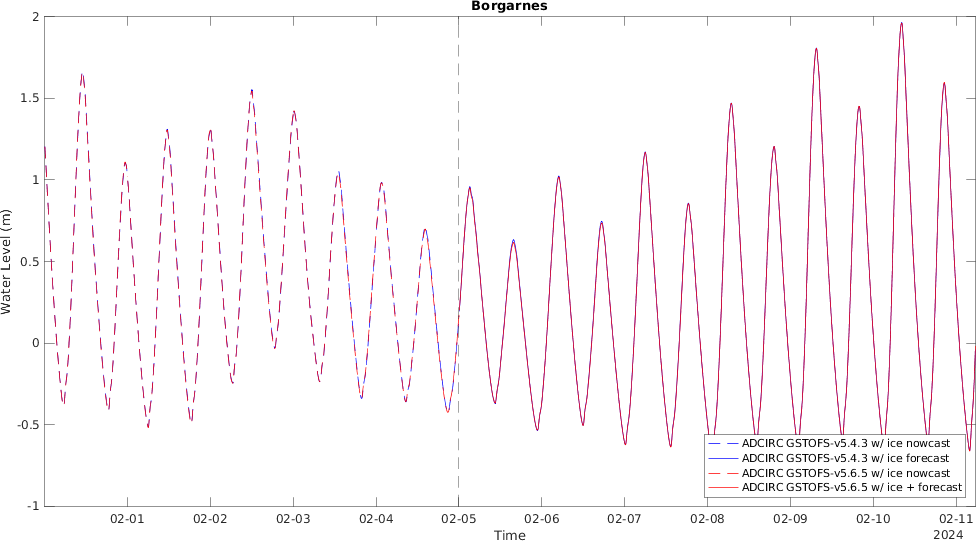 Borgarnes
2
1.5
1
0.5
0
-0.5
-1
Water Level (m)
02-01 02-02 02-03 02-04 02-05 02-06 02-07 02-08 02-09 02-10 02-11
Time
2024
ADCIRC GSTOFS-v5.4.3 w/ ice nowcast
ADCIRC GSTOFS-v5.4.3 w/ ice forecast
ADCIRC GSTOFS-v5.6.5 w/ ice nowcast
ADCIRC GSTOFS-v5.6.5 w/ ice + forecast